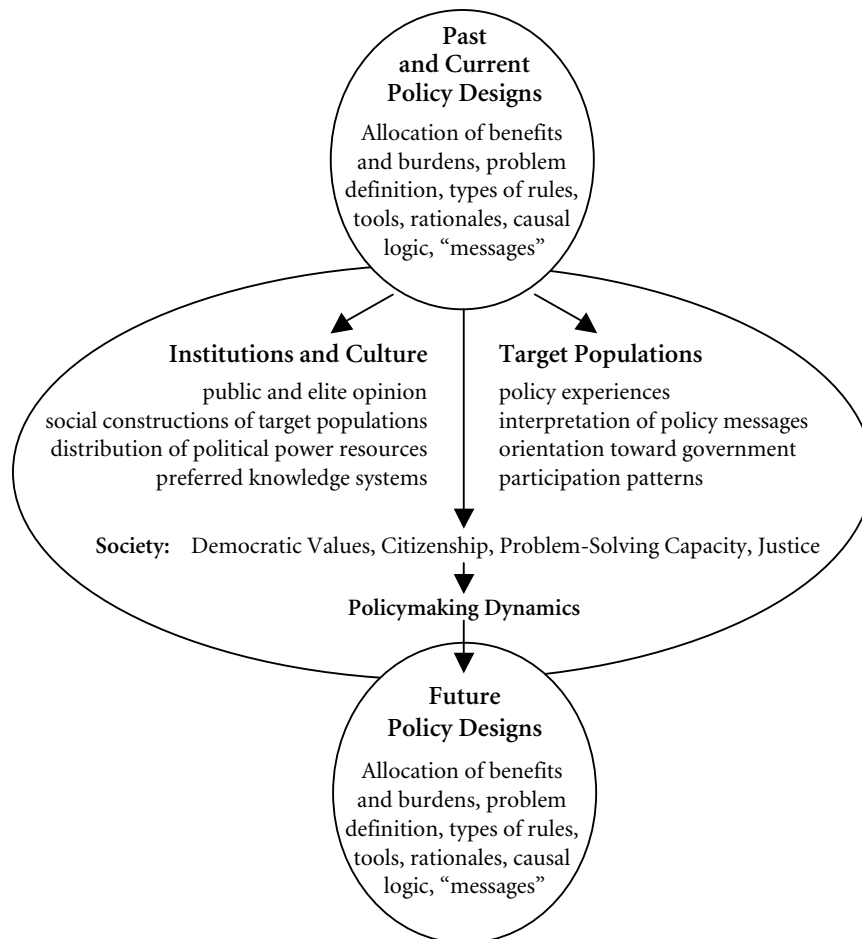 Past
and Current
Policy Designs
Allocation of benefits
and burdens, problem
definition, types of rules,
tools, rationales, causal
logic, “messages”
Institutions and Culture
public and elite opinion
social constructions of target populations
distribution of political power resources
preferred knowledge systems
Target Populations
policy experiences
interpretation of policy messages
orientation toward government
participation patterns
Society: Democratic Values, Citizenship, Problem-Solving Capacity, Justice
Policymaking Dynamics
Future
Policy Designs
Allocation of benefits
and burdens, problem
definition, types of rules,
tools, rationales, causal
logic, “messages”